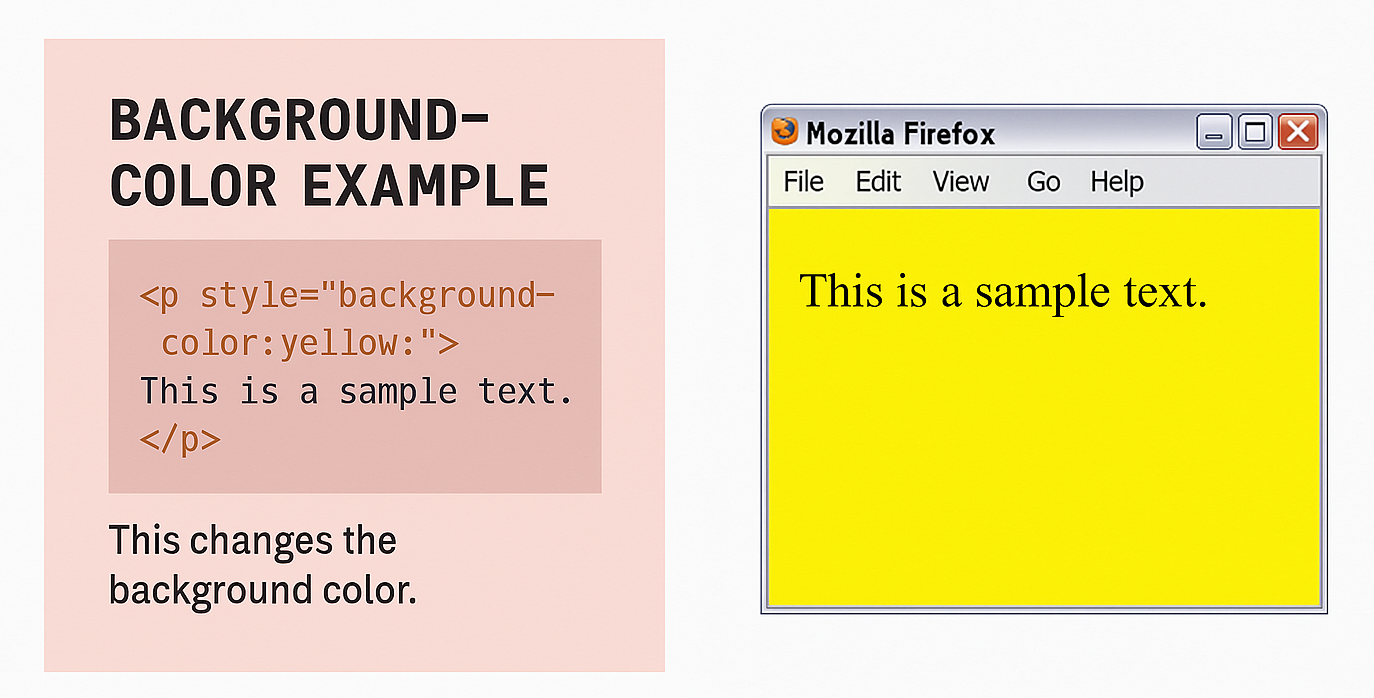 BACKGROUND–
COLOR EXAMPLE
<p style="background–
color:yellow:">
This is a sample text.
</p>
This changes the
background color.
Mozilla Firefox
File Edit View Go Help
This is a sample text.